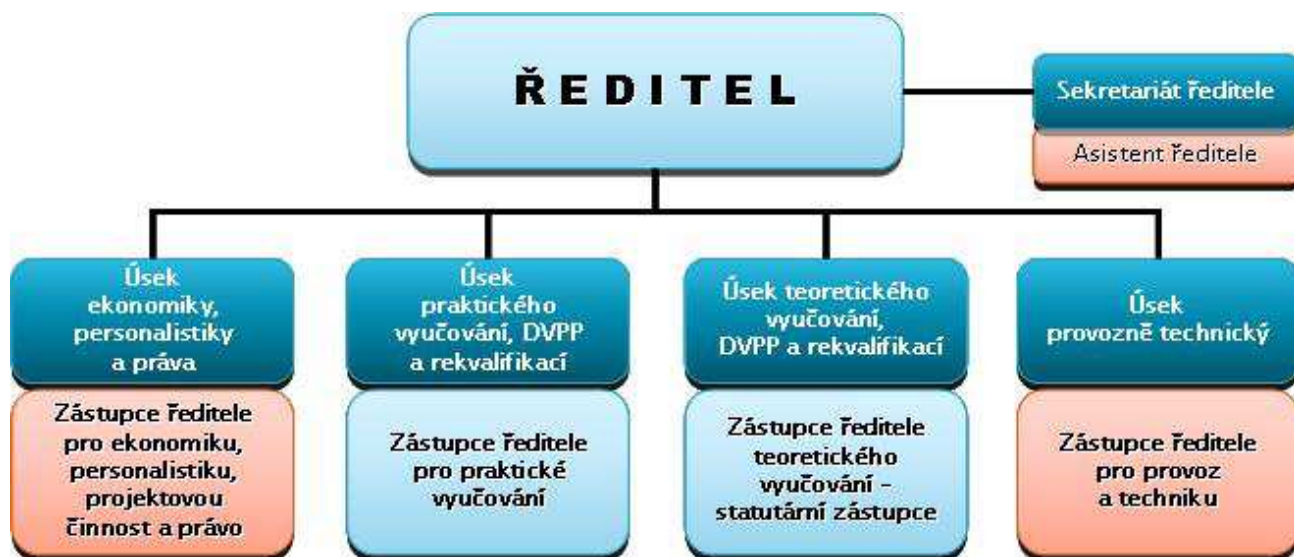 ŘEDITEL
Sekretariát ředitele
Asistent ředitele
Úsek
ekonomiky,
personalistiky
a práva
Zástupce ředitele
pro ekonomiku,
personalistiku,
projektovou
činnost a právo
Úsek
praktického
vyučování, DVPP
a rekvalifikací
Zástupce ředitele
pro praktické
vyučování
Úsek teoretického
vyučování,
DVPP a rekvalifikací
Zástupce ředitele
teoretického
vyučování –
statutární zástupce
Úsek
provozně technický
Zástupce ředitele
pro provoz
a techniku